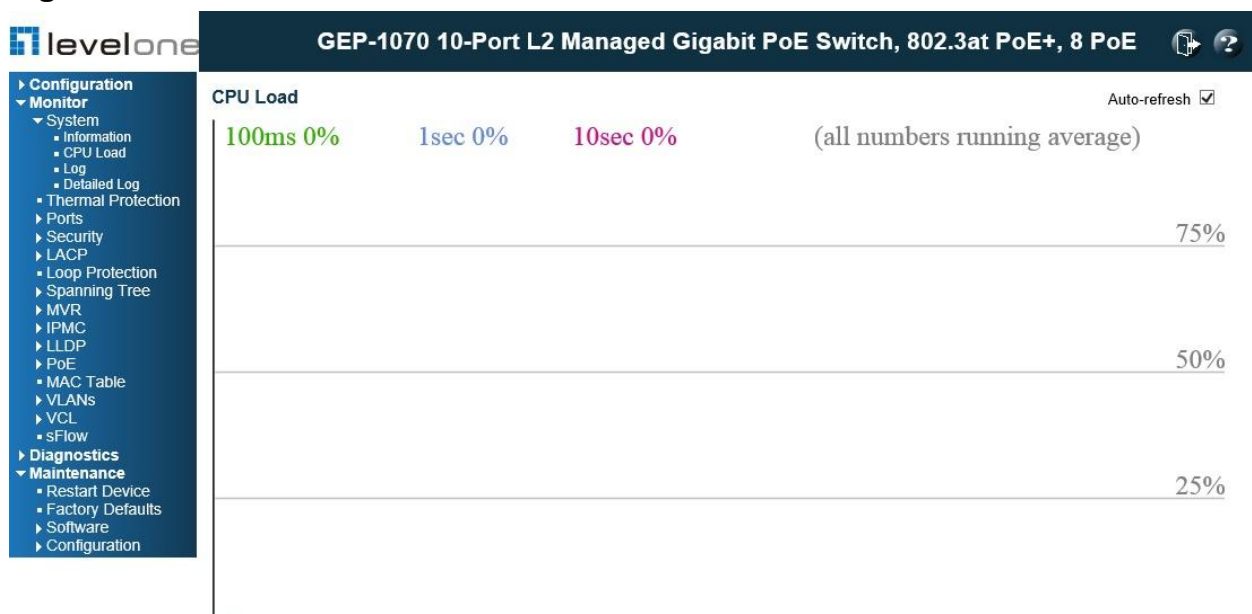 levelone
GEP-1070 10-Port L2 Managed Gigabit PoE Switch, 802.3at PoE+, 8 PoE
Configuration
Monitor
System
Information
CPU Load
Log
Detailed Log
Thermal Protection
Ports
Security
LACP
Loop Protection
Spanning Tree
MVR
IPMC
LLDP
PoE
MAC Table
VLANs
VCL
sFlow
Diagnostics
Maintenance
Restart Device
Factory Defaults
Software
Configuration
CPU Load
Auto-refresh
100ms 0% 1sec 0% 10sec 0% (all numbers running average)
75%
50%
25%